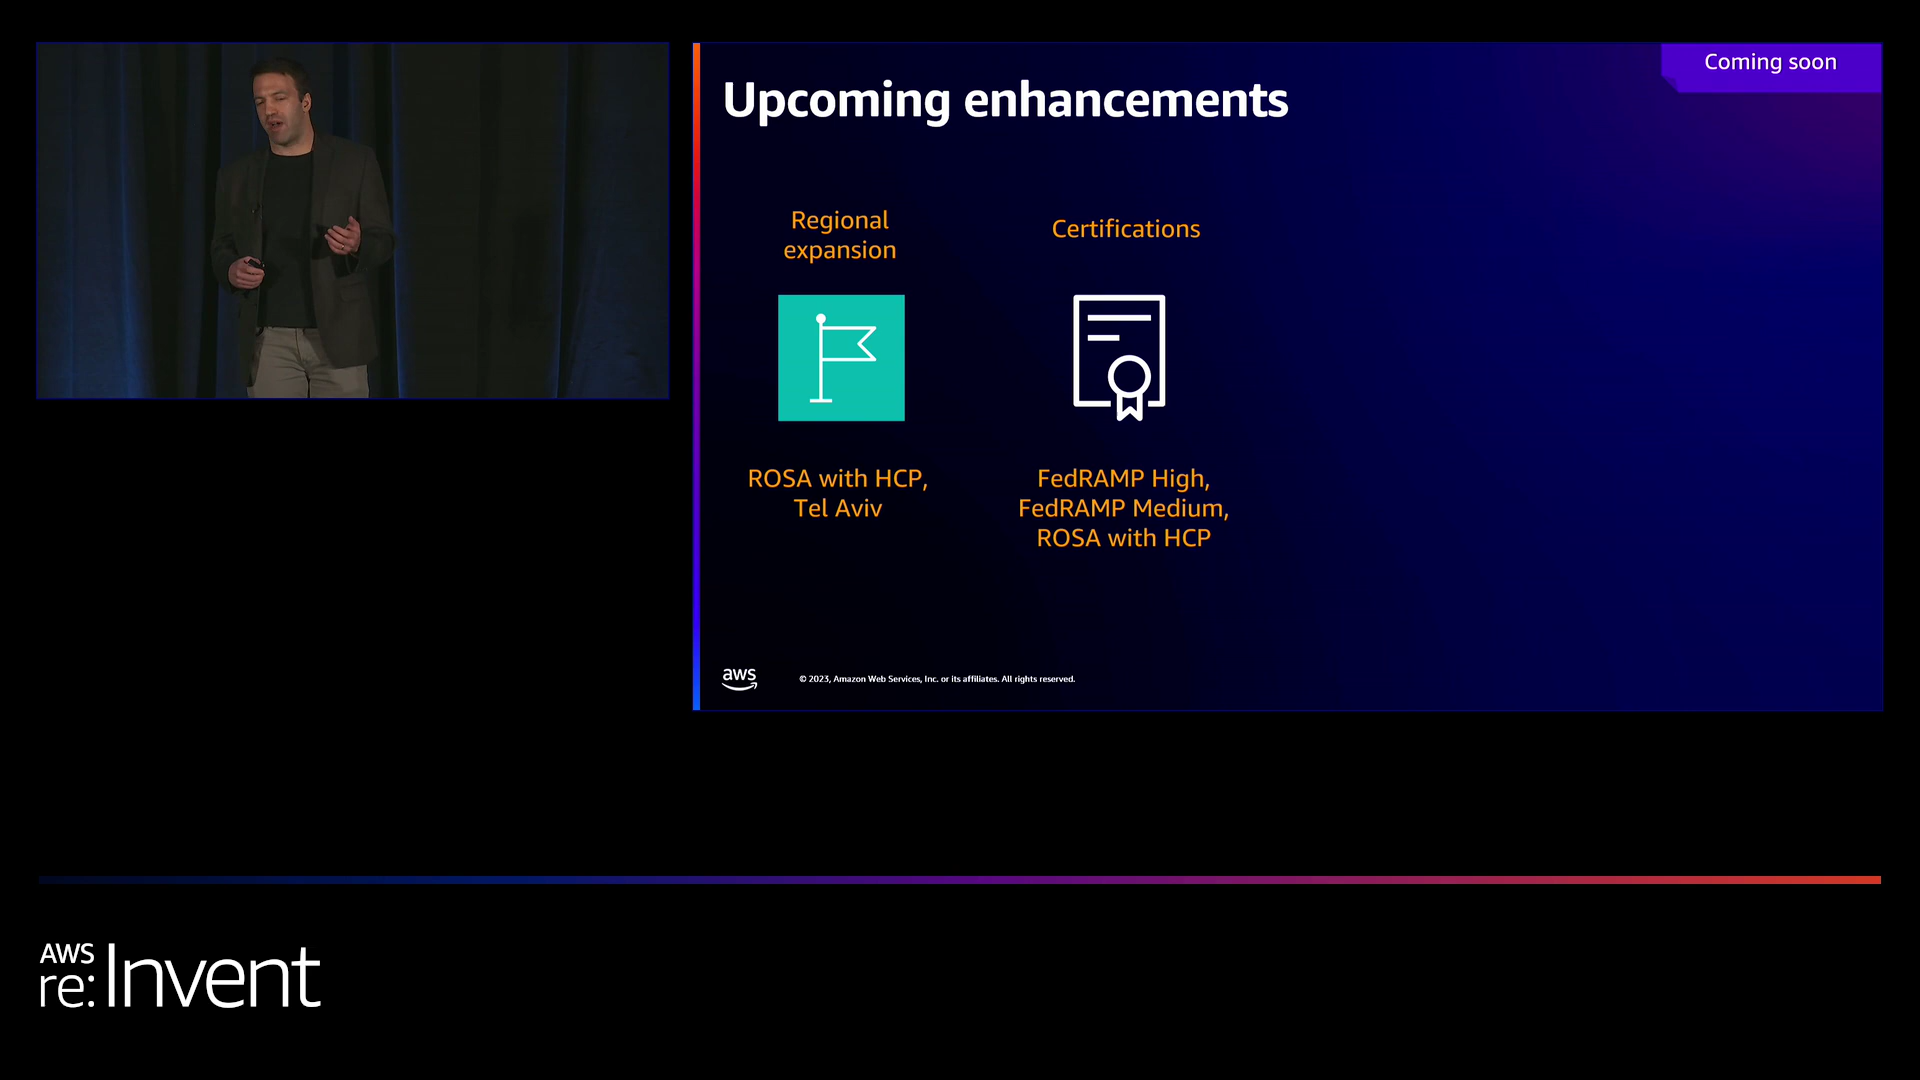 Coming soon
Upcoming enhancements
Regional
expansion
ROSA with HCP,
Tel Aviv
Certifications
FedRAMP High,
FedRAMP Medium,
ROSA with HCP
aws
© 2023, Amazon Web Services, Inc. or its affiliates. All rights reserved.
AWS
re:Invent